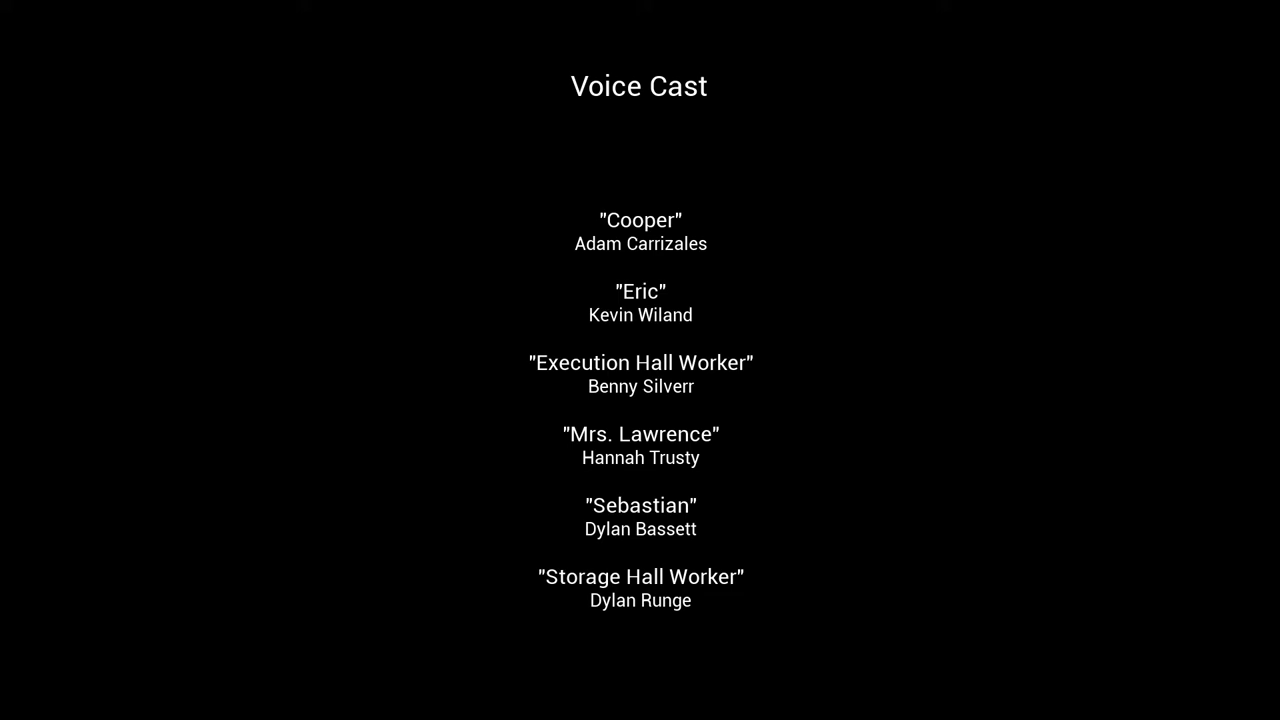 Voice Cast
"Cooper"
Adam Carrizales
"Eric"
Kevin Wiland
"Execution Hall Worker"
Benny Silverr
"Mrs. Lawrence"
Hannah Trusty
"Sebastian"
Dylan Bassett
"Storage Hall Worker"
Dylan Runge